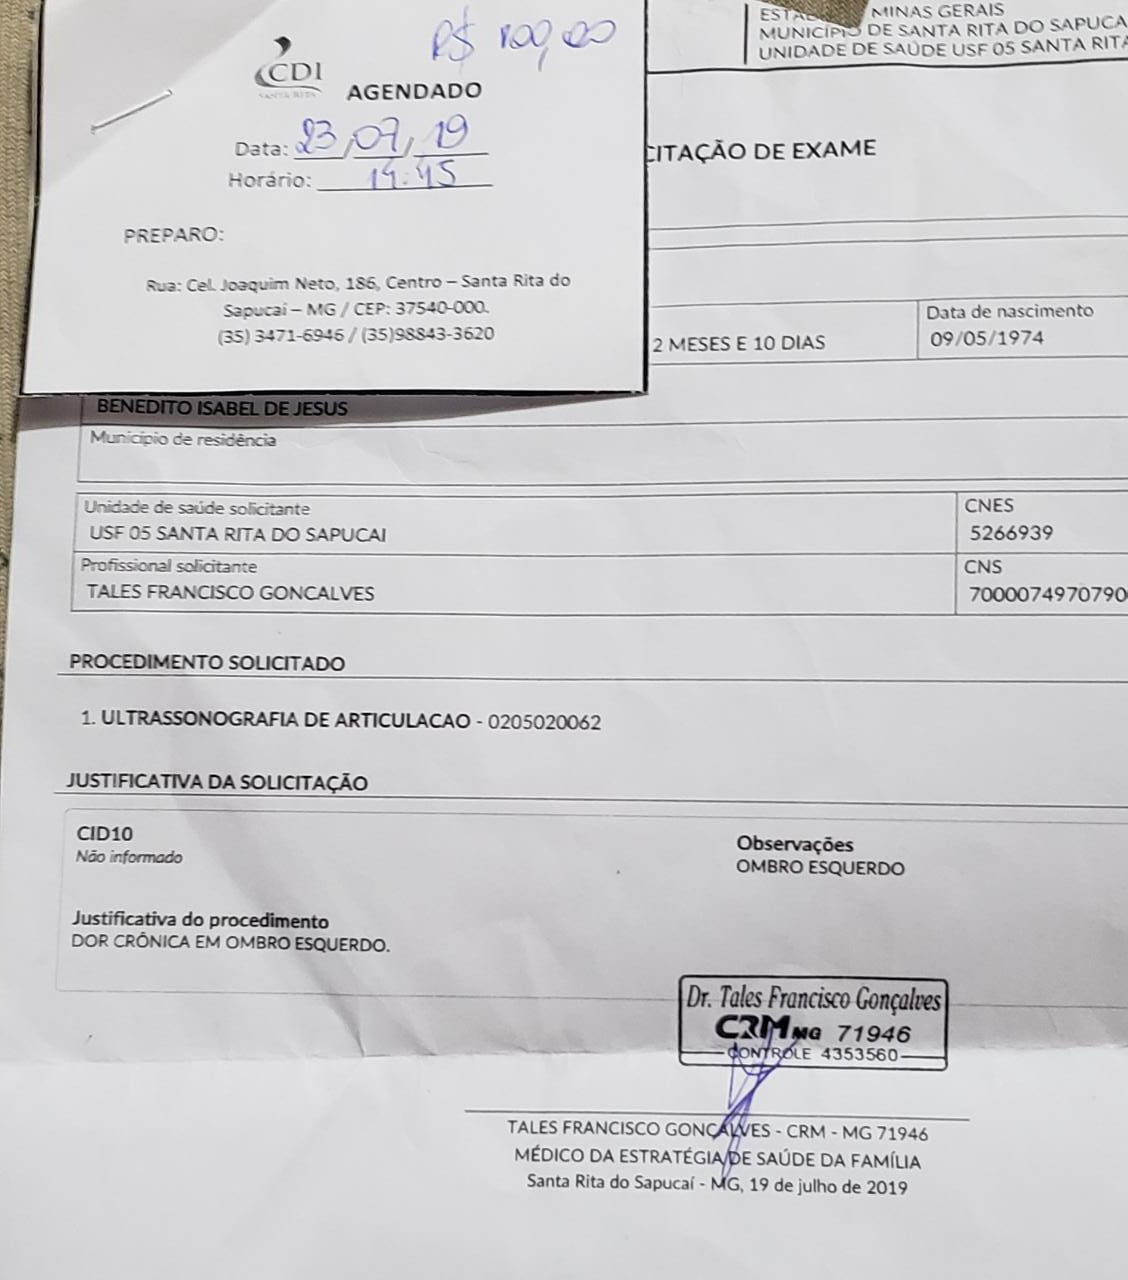 R$ 100,00
CDI
SANTA RITA
AGENDADO
Data: 23/07/19
Horário: 14:45
PREPARO:
Rua: Cel. Joaquim Neto, 186, Centro – Santa Rita do
Sapucaí – MG / CEP: 37540-000.
(35) 3471-6946 / (35)98843-3620
MINAS GERAIS
MUNICÍPIO DE SANTA RITA DO SAPUCA
UNIDADE DE SAÚDE USF 05 SANTA RITA
CITAÇÃO DE EXAME
2 MESES E 10 DIAS
Data de nascimento
09/05/1974
BENEDITO ISABEL DE JESUS
Município de residência
Unidade de saúde solicitante
USF 05 SANTA RITA DO SAPUCAI
CNES
5266939
Profissional solicitante
TALES FRANCISCO GONCALVES
CNS
7000074970790
PROCEDIMENTO SOLICITADO
1. ULTRASSONOGRAFIA DE ARTICULACAO - 0205020062
JUSTIFICATIVA DA SOLICITAÇÃO
CID10
Não informado
Observações
OMBRO ESQUERDO
Justificativa do procedimento
DOR CRÔNICA EM OMBRO ESQUERDO.
Dr. Tales Francisco Gonçalves
CRM MG 71946
CONTROLE 4353560
TALES FRANCISCO GONÇALVES - CRM - MG 71946
MÉDICO DA ESTRATÉGIA DE SAÚDE DA FAMÍLIA
Santa Rita do Sapucaí - MG, 19 de julho de 2019